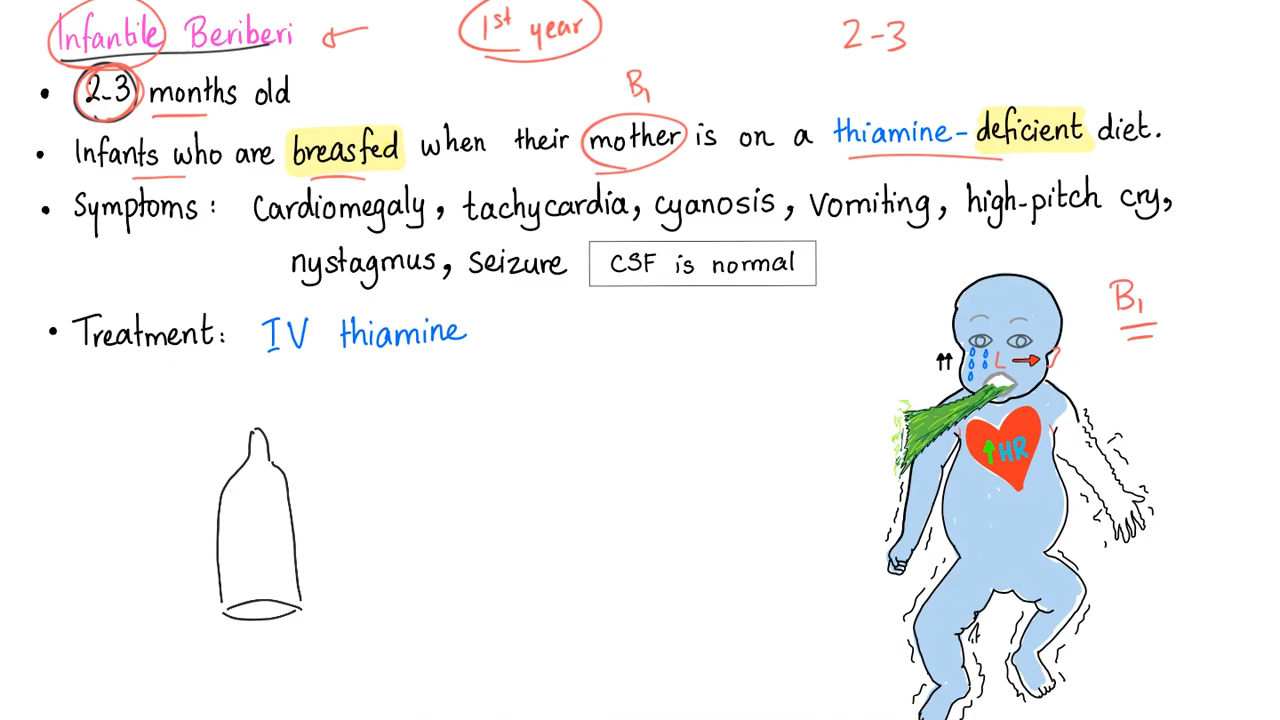 Infantile Beriberi 1st year 2-3
• 2-3 months old B1
• Infants who are breasfed when their mother is on a thiamine-deficient diet.
• Symptoms: Cardiomegaly, tachycardia, cyanosis, vomiting, high-pitch cry,
nystagmus, seizure CSF is normal
B1
• Treatment: IV thiamine
↑HR